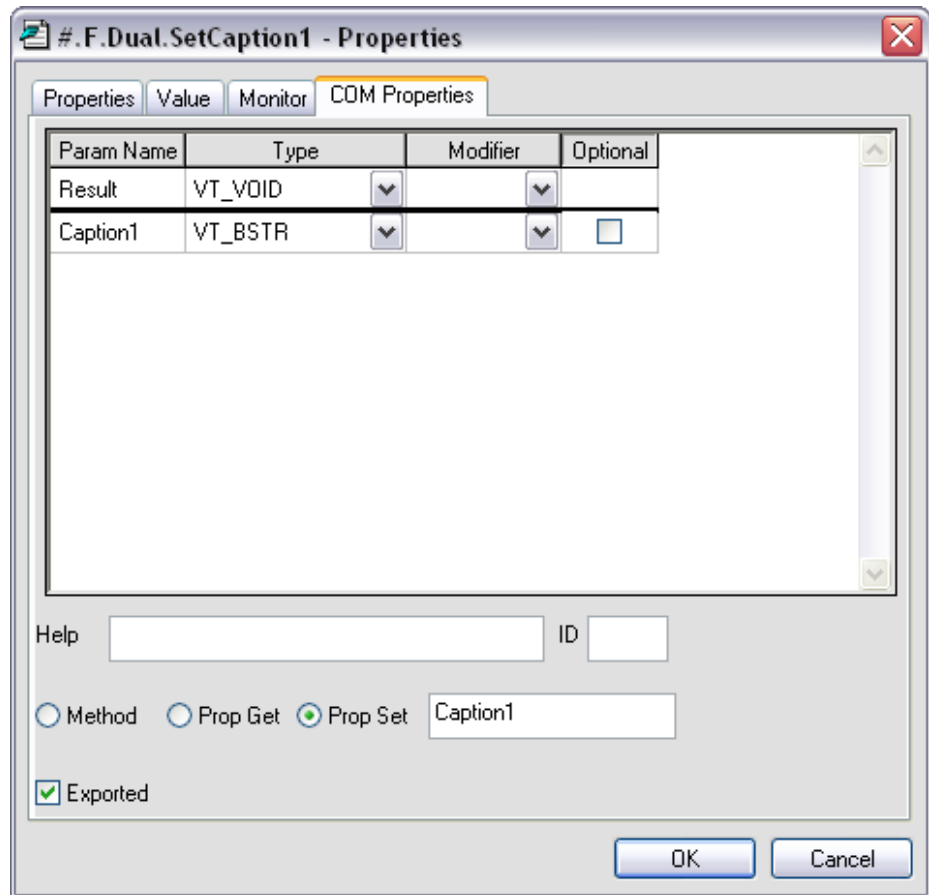 #.F.Dual.SetCaption1 - Properties
Properties Value Monitor COM Properties
Param Name Type Modifier Optional
Result VT_VOID
Caption1 VT_BSTR
Help ID
Method Prop Get Prop Set Caption1
Exported
OK Cancel